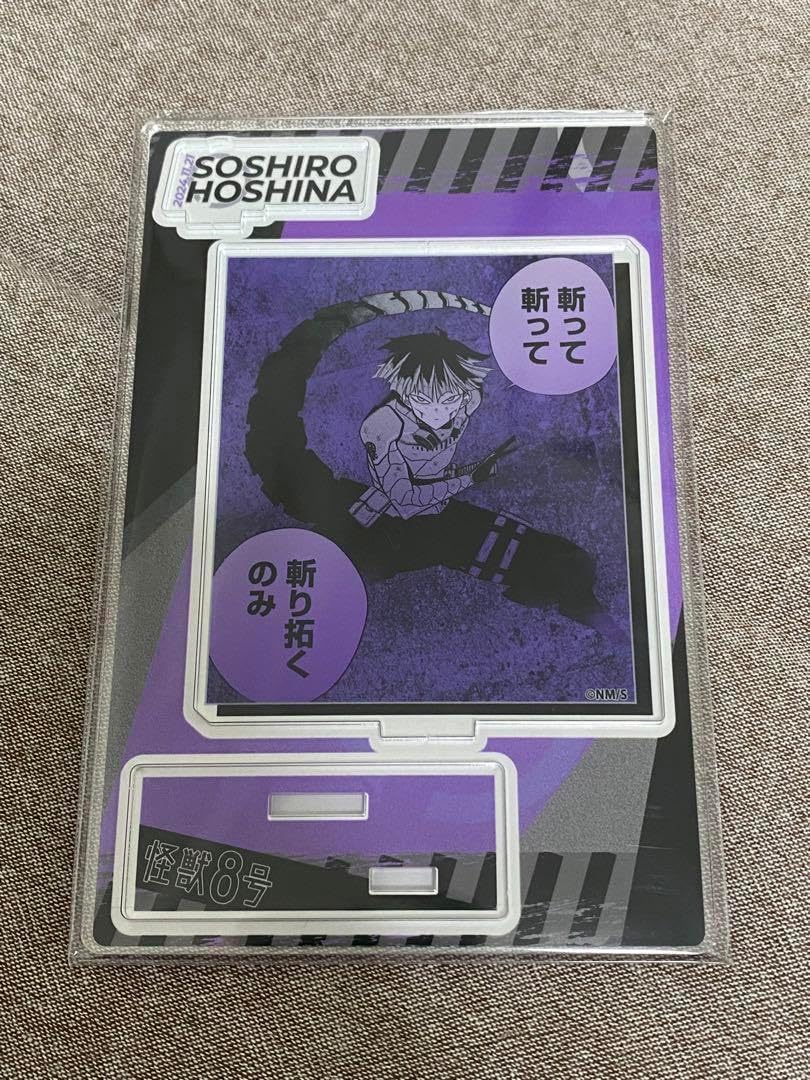 2024.11.21
SOSHIRO
HOSHINA
斬って
斬って
斬り拓く
のみ
©NM/S
怪獣8号